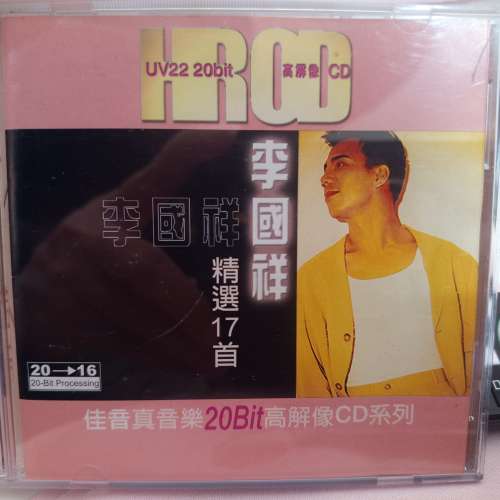 HRCD
UV22 20bit 高解像 CD
李國祥
李國祥
精選17首
20→16
20-Bit Processing
佳音真音樂20Bit高解像CD系列